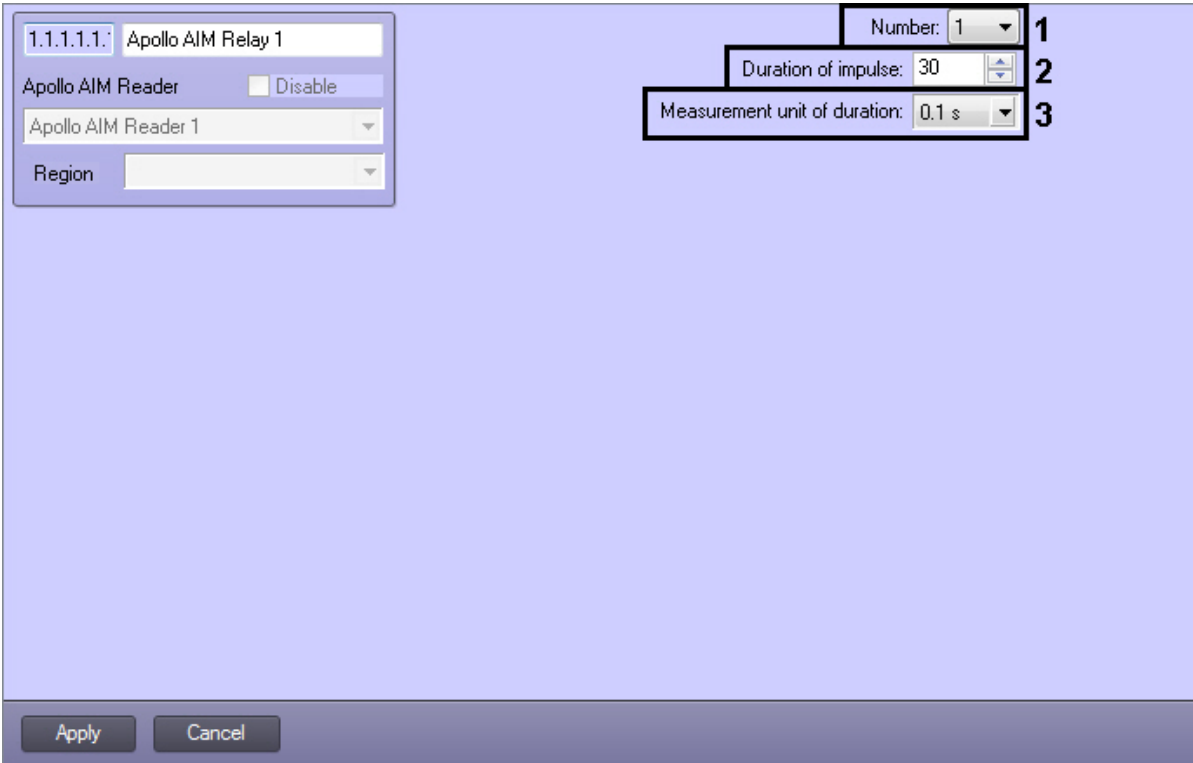 1.1.1.1.1. Apollo AIM Relay 1
Apollo AIM Reader Disable
Apollo AIM Reader 1
Region
Number: 1 1
Duration of impulse: 30 2
Measurement unit of duration: 0.1 s 3
Apply Cancel